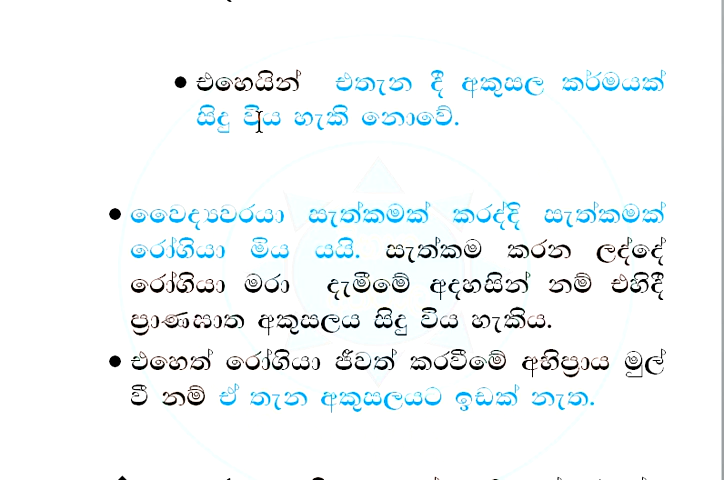 • එහෙයින් එතැන දී අකුසල කර්මයක්
සිදු විය හැකි නොවේ.
• වෛද්‍යවරයා සැත්කමක් කරද්දි සැත්කමක්
රෝගියා මිය යයි. සැත්කම කරන ලද්දේ
රෝගියා මරා දැමීමේ අදහසින් නම් එහිදී
ප්‍රාණඝාත අකුසලය සිදු විය හැකිය.
• එහෙත් රෝගියා ජීවත් කරවීමේ අභිප්‍රාය මුල්
වී නම් ඒ තැන අකුසලයට ඉඩක් නැත.